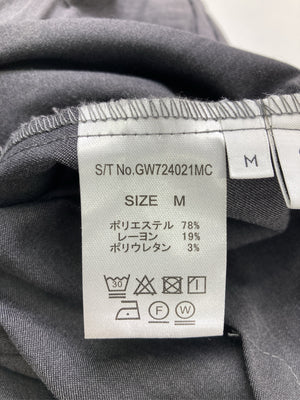 S/T No.GW724021MC
M
SIZE M
ポリエステル 78%
レーヨン 19%
ポリウレタン 3%
30
F W